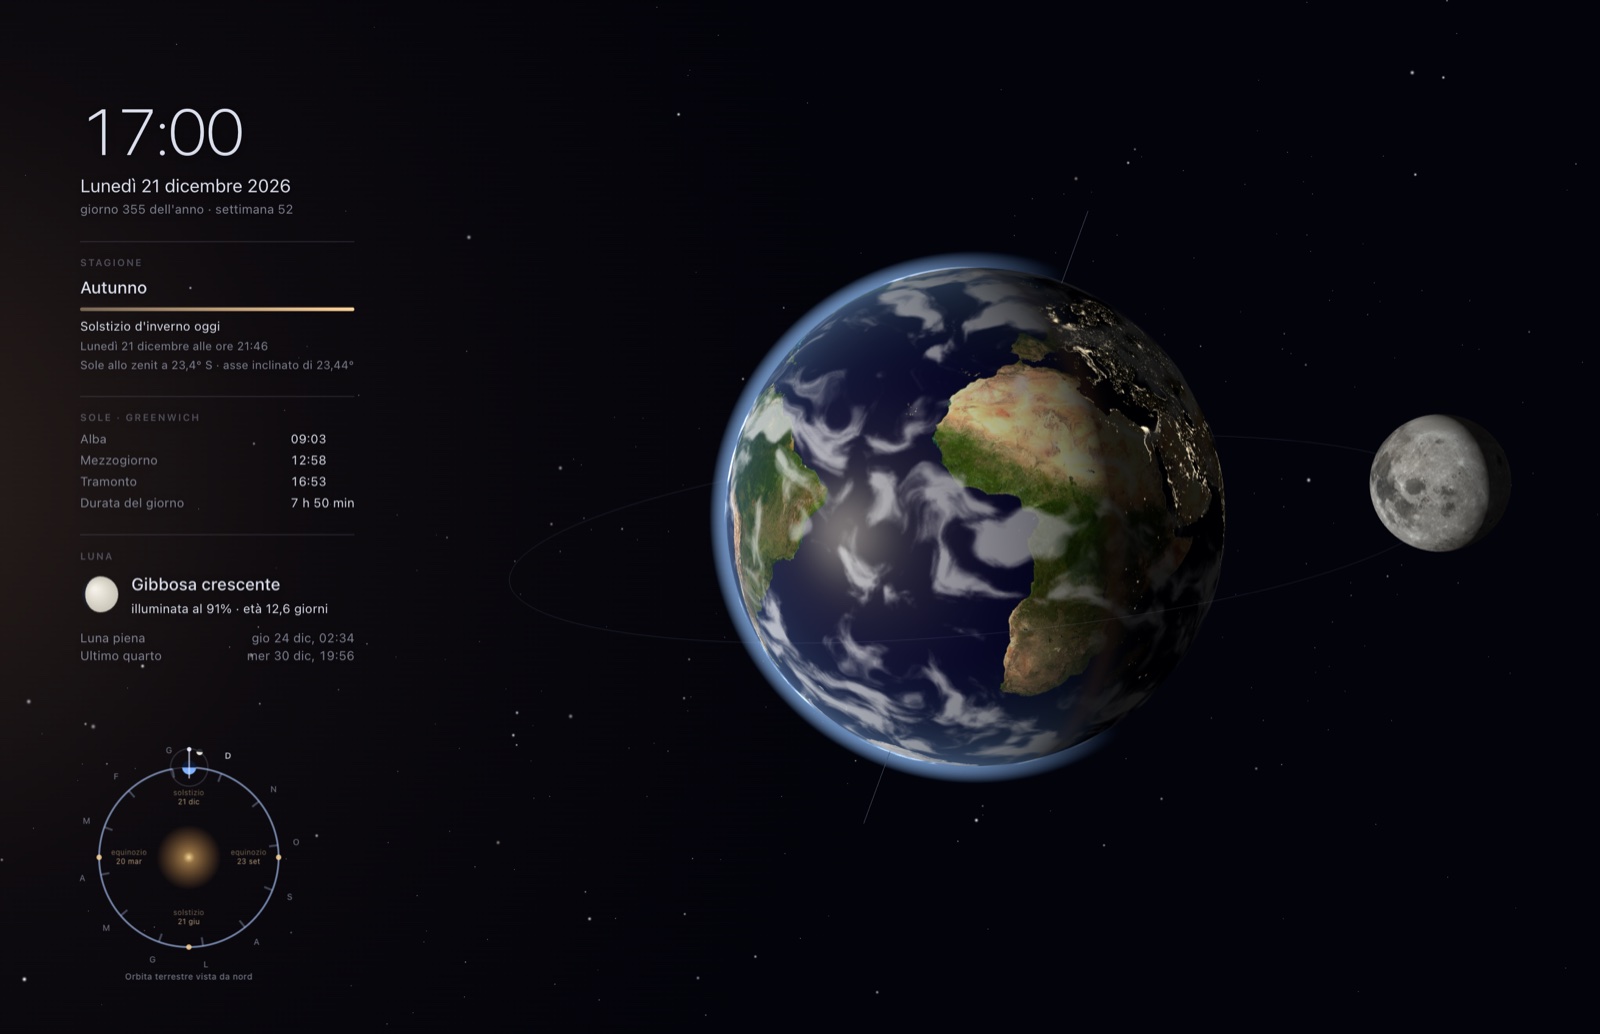 17:00
Lunedì 21 dicembre 2026
giorno 355 dell'anno · settimana 52
STAGIONE
Autunno
Solstizio d'inverno oggi
Lunedì 21 dicembre alle ore 21:46
Sole allo zenit a 23,4° S · asse inclinato di 23,44°
SOLE · GREENWICH
Alba 09:03
Mezzogiorno 12:58
Tramonto 16:53
Durata del giorno 7 h 50 min
LUNA
Gibbosa crescente
illuminata al 91% · età 12,6 giorni
Luna piena gio 24 dic, 02:34
Ultimo quarto mer 30 dic, 19:56
G
D
F
N
solstizio
21 dic
M
O
equinozio
20 mar
equinozio
23 set
A
S
solstizio
21 giu
M
A
G
L
Orbita terrestre vista da nord